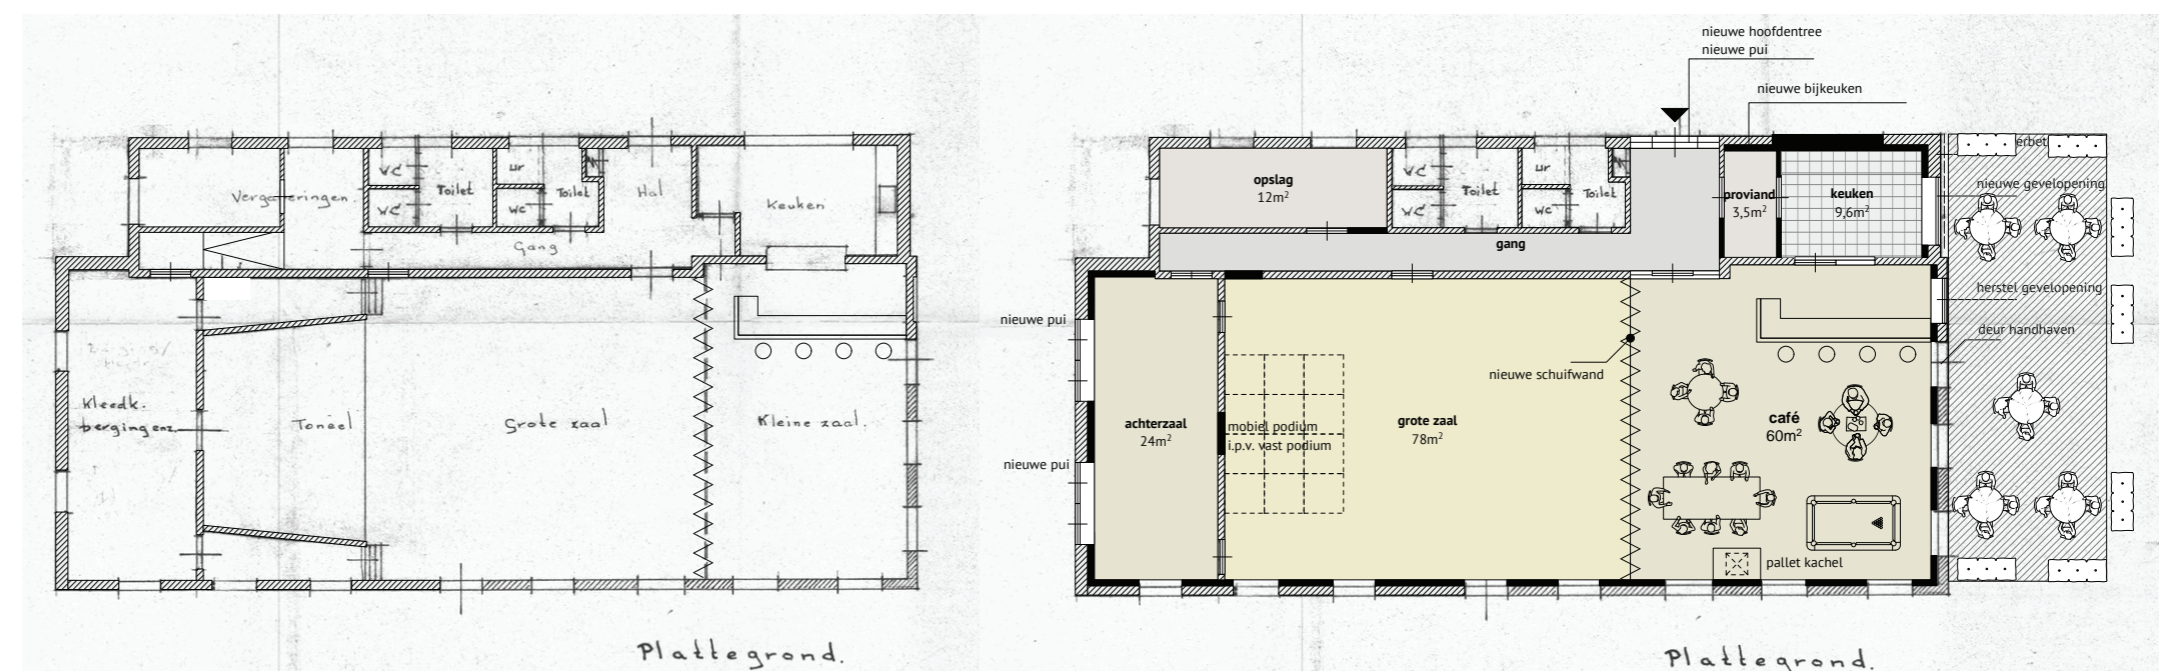 Vergaderingen.
WC
WC
Toilet
ur
wc
Toilet
Hal
Gang
Keuken
Kleedk.
bergingenz.
Toneel
Grote zaal
Kleine zaal.
Plattegrond.
nieuwe hoofdentree
nieuwe pui
nieuwe bijkeuken
opslag
12m²
WC
WC
Toilet
ur
wc
Toilet
proviand
3,5m²
keuken
9,6m²
gang
nieuwe gevelopening
herstel gevelopening
deur handhaven
nieuwe pui
nieuwe pui
nieuwe schuifwand
achterzaal
24m²
mobiel podium
i.p.v. vast podium
grote zaal
78m²
café
60m²
pallet kachel
Plattegrond.